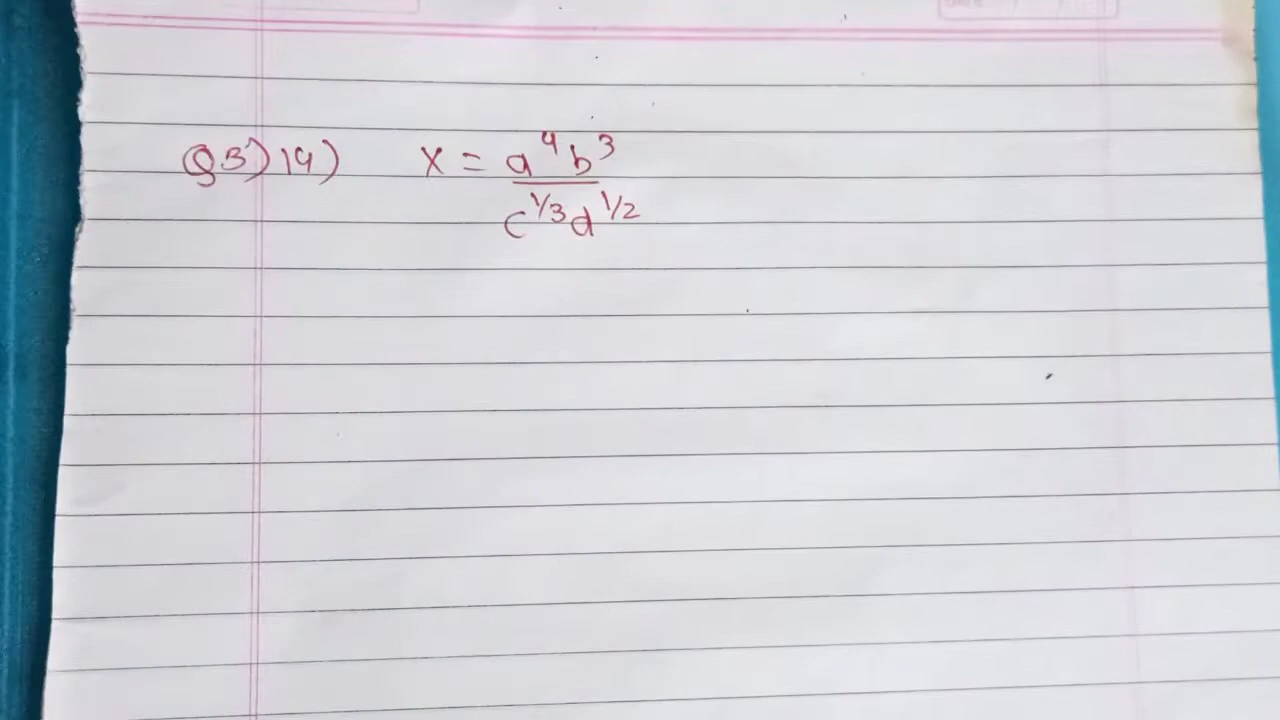 Q3) 14) x = a^4 b^3
c^1/3 d^1/2